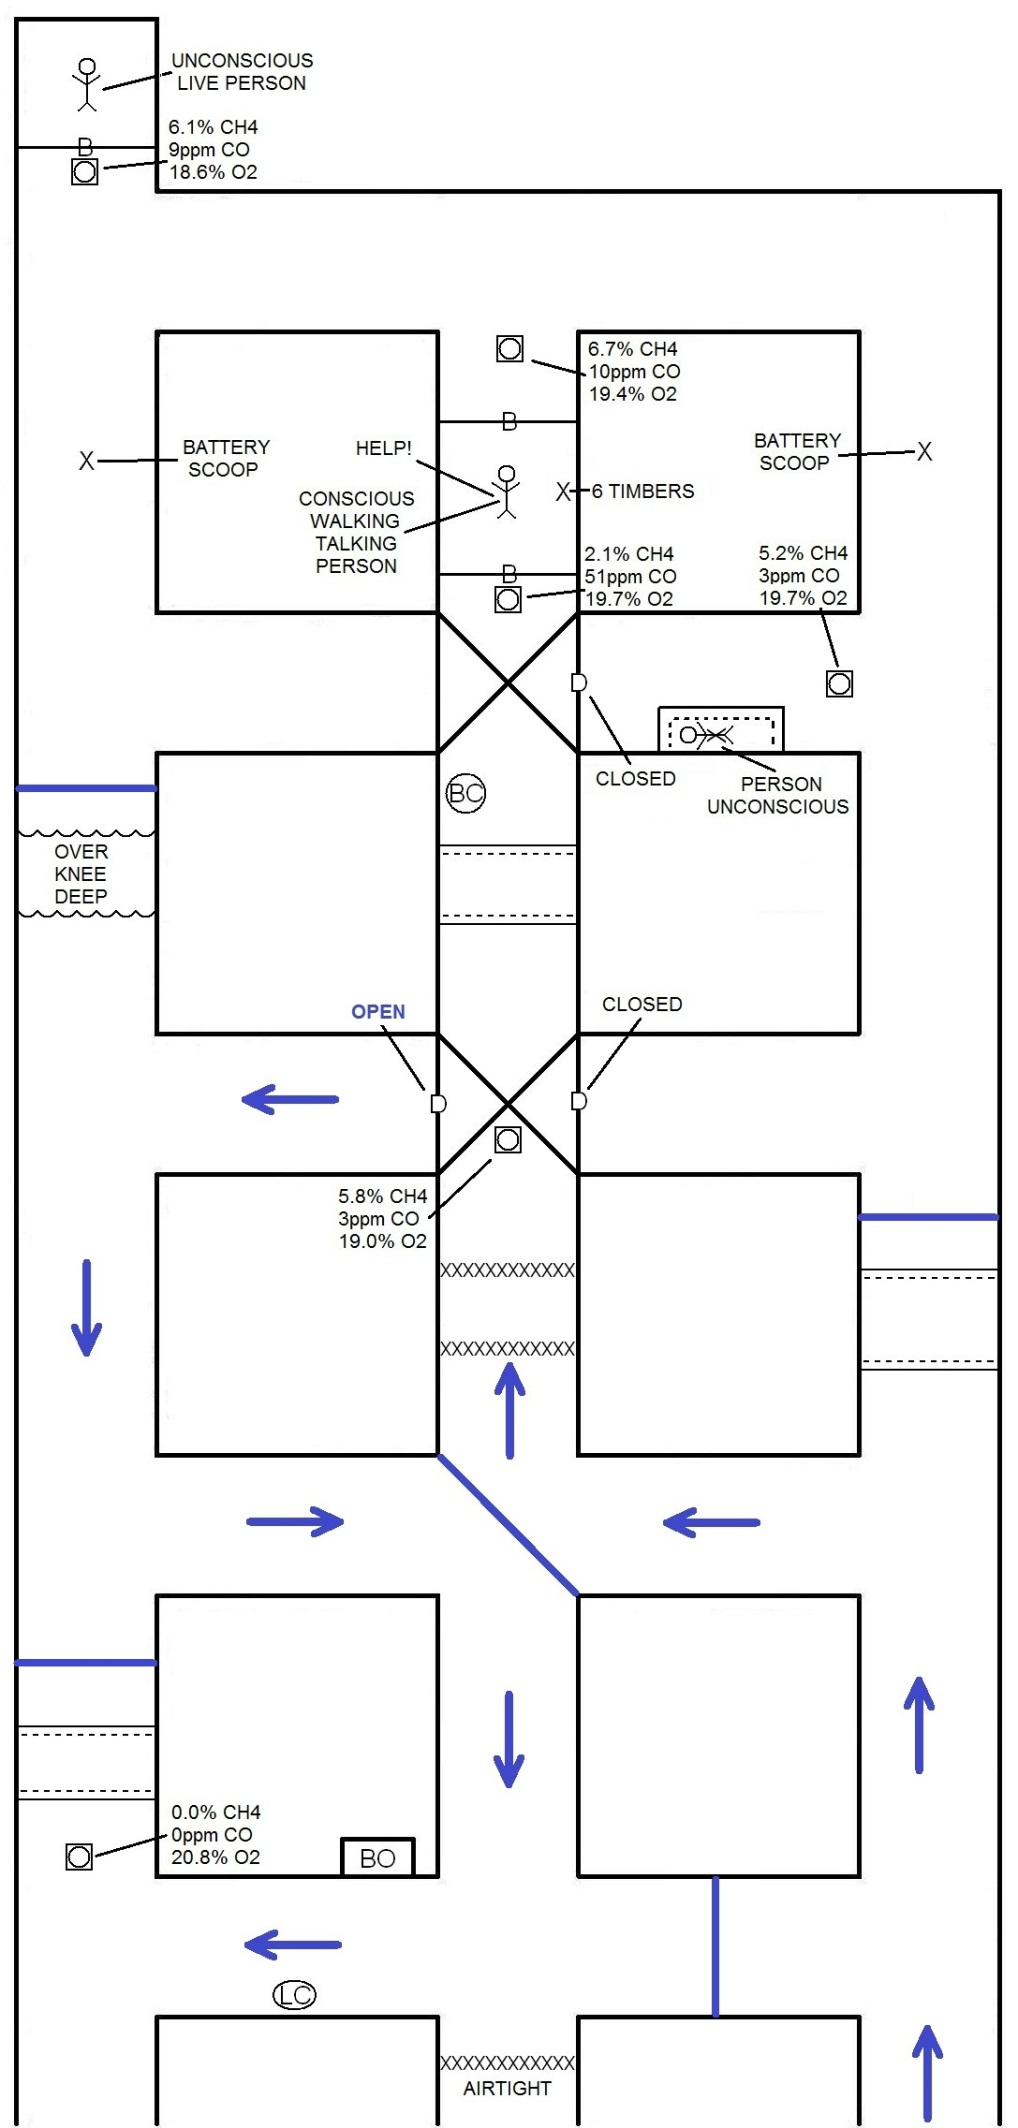 UNCONSCIOUS
LIVE PERSON
B
6.1% CH4
9ppm CO
18.6% O2
6.7% CH4
10ppm CO
19.4% O2
B
X
BATTERY
SCOOP
HELP!
CONSCIOUS
WALKING
TALKING
PERSON
X
6 TIMBERS
BATTERY
SCOOP
X
B
2.1% CH4
51ppm CO
19.7% O2
5.2% CH4
3ppm CO
19.7% O2
D
CLOSED
PERSON
UNCONSCIOUS
BC
OVER
KNEE
DEEP
OPEN
CLOSED
D
D
5.8% CH4
3ppm CO
19.0% O2
XXXXXXXXXXXX
XXXXXXXXXXXX
0.0% CH4
0ppm CO
20.8% O2
BO
LC
XXXXXXXXXXXX
AIRTIGHT